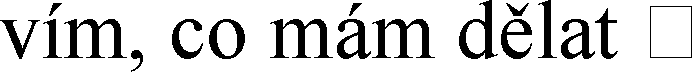 vím, co mám dělat □